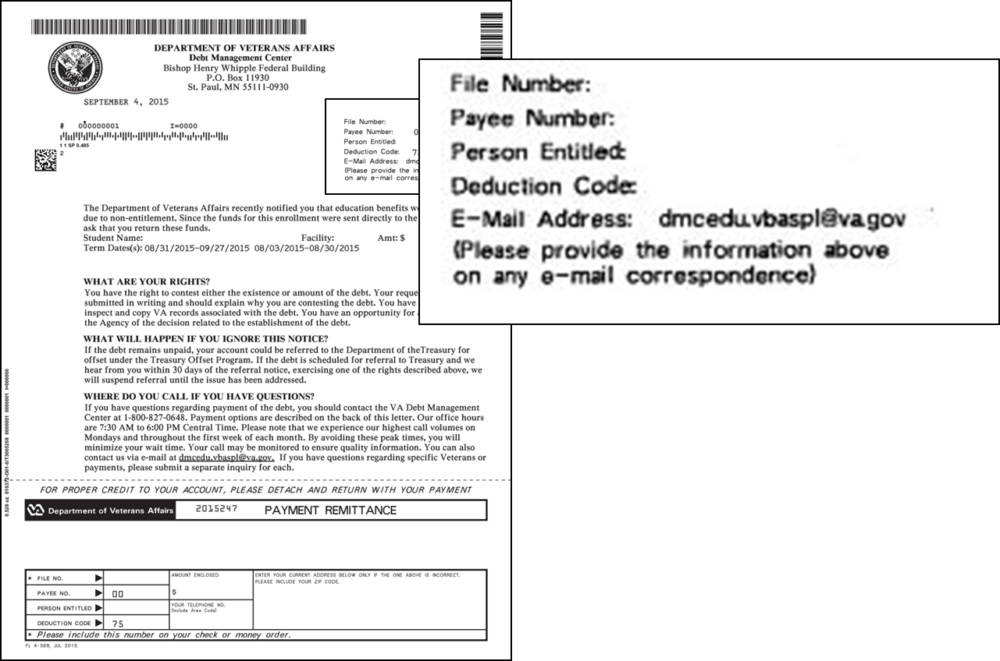 DEPARTMENT OF VETERANS AFFAIRS
Debt Management Center
Bishop Henry Whipple Federal Building
P.O. Box 11930
St. Paul, MN 55111-0930
SEPTEMBER 4, 2015
# 000000001 I=0000
1 1 SP 0.485
2
File Number:
Payee Number: 0
Person Entitled:
Deduction Code: 7
E-Mail Address: dmc
(Please provide the in
on any e-mail corres
File Number:
Payee Number:
Person Entitled:
Deduction Code:
E-Mail Address: dmcedu.vbaspl@va.gov
(Please provide the information above
on any e-mail correspondence)
The Department of Veterans Affairs recently notified you that education benefits we
due to non-entitlement. Since the funds for this enrollment were sent directly to the
ask that you return these funds.
Student Name: Facility: Amt: $
Term Dates(s): 08/31/2015-09/27/2015 08/03/2015-08/30/2015
WHAT ARE YOUR RIGHTS?
You have the right to contest either the existence or amount of the debt. Your reque
submitted in writing and should explain why you are contesting the debt. You have
inspect and copy VA records associated with the debt. You have an opportunity for a
the Agency of the decision related to the establishment of the debt.
WHAT WILL HAPPEN IF YOU IGNORE THIS NOTICE?
If the debt remains unpaid, your account could be referred to the Department of theTreasury for
offset under the Treasury Offset Program. If the debt is scheduled for referral to Treasury and we
hear from you within 30 days of the referral notice, exercising one of the rights described above, we
will suspend referral until the issue has been addressed.
WHERE DO YOU CALL IF YOU HAVE QUESTIONS?
If you have questions regarding payment of the debt, you should contact the VA Debt Management
Center at 1-800-827-0648. Payment options are described on the back of this letter. Our office hours
are 7:30 AM to 6:00 PM Central Time. Please note that we experience our highest call volumes on
Mondays and throughout the first week of each month. By avoiding these peak times, you will
minimize your wait time. Your call may be monitored to ensure quality information. You can also
contact us via e-mail at dmcedu.vbaspl@va.gov. If you have questions regarding specific Veterans or
payments, please submit a separate inquiry for each.
0.528 oz 010372-O01-0/T3005208 0000001 0000001 I=000000
FOR PROPER CREDIT TO YOUR ACCOUNT, PLEASE DETACH AND RETURN WITH YOUR PAYMENT
VA Department of Veterans Affairs 2015247 PAYMENT REMITTANCE
* FILE NO.
PAYEE NO. 00
PERSON ENTITLED
DEDUCTION CODE 75
AMOUNT ENCLOSED
$
YOUR TELEPHONE NO.
(Include Area Code)
ENTER YOUR CURRENT ADDRESS BELOW ONLY IF THE ONE ABOVE IS INCORRECT.
PLEASE INCLUDE YOUR ZIP CODE.
* Please include this number on your check or money order.
FL 4-568, JUL 2015